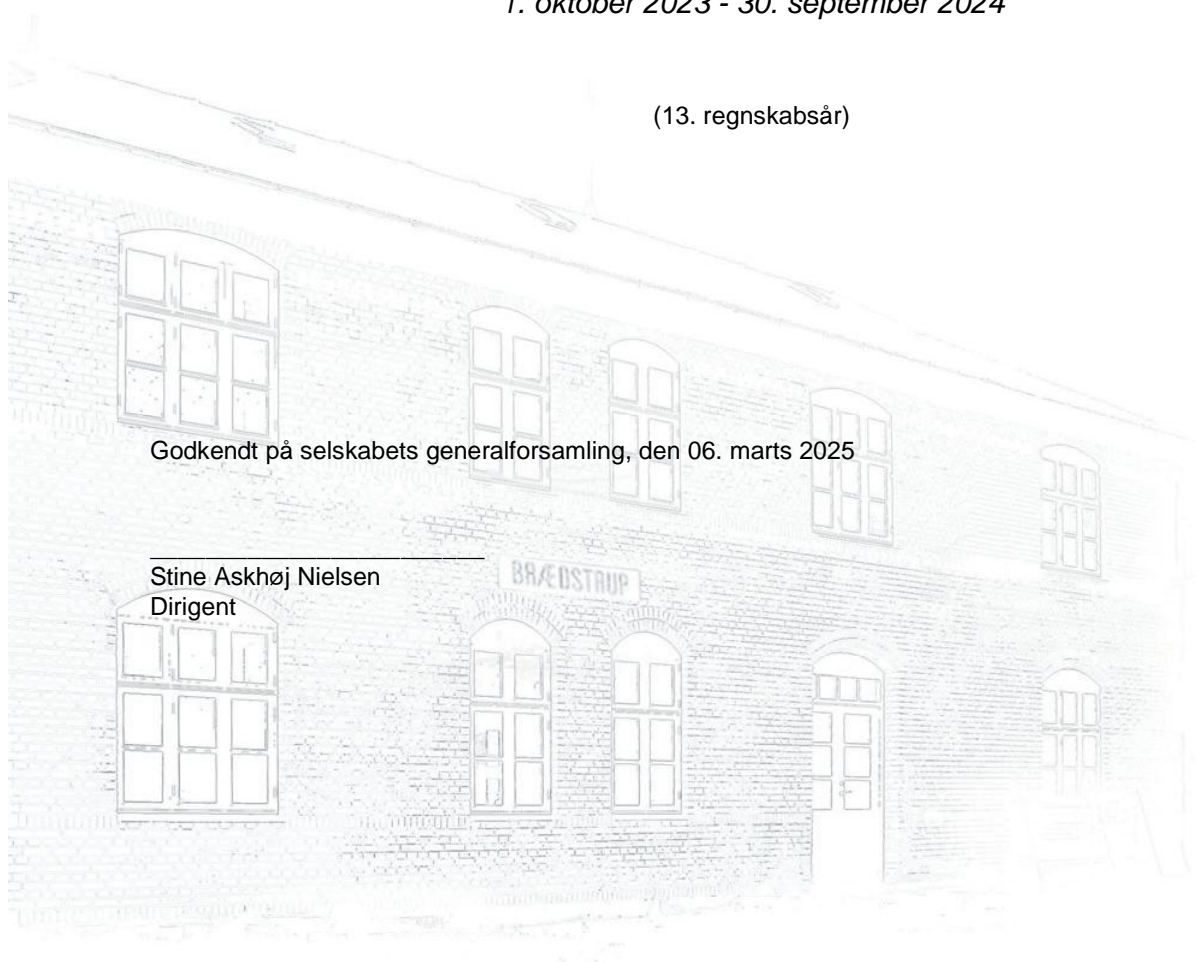 1. oktober 2023 - 30. september 2024
(13. regnskabsår)
Godkendt på selskabets generalforsamling, den 06. marts 2025
Stine Askhøj Nielsen
Dirigent
BRÆDSTRUP